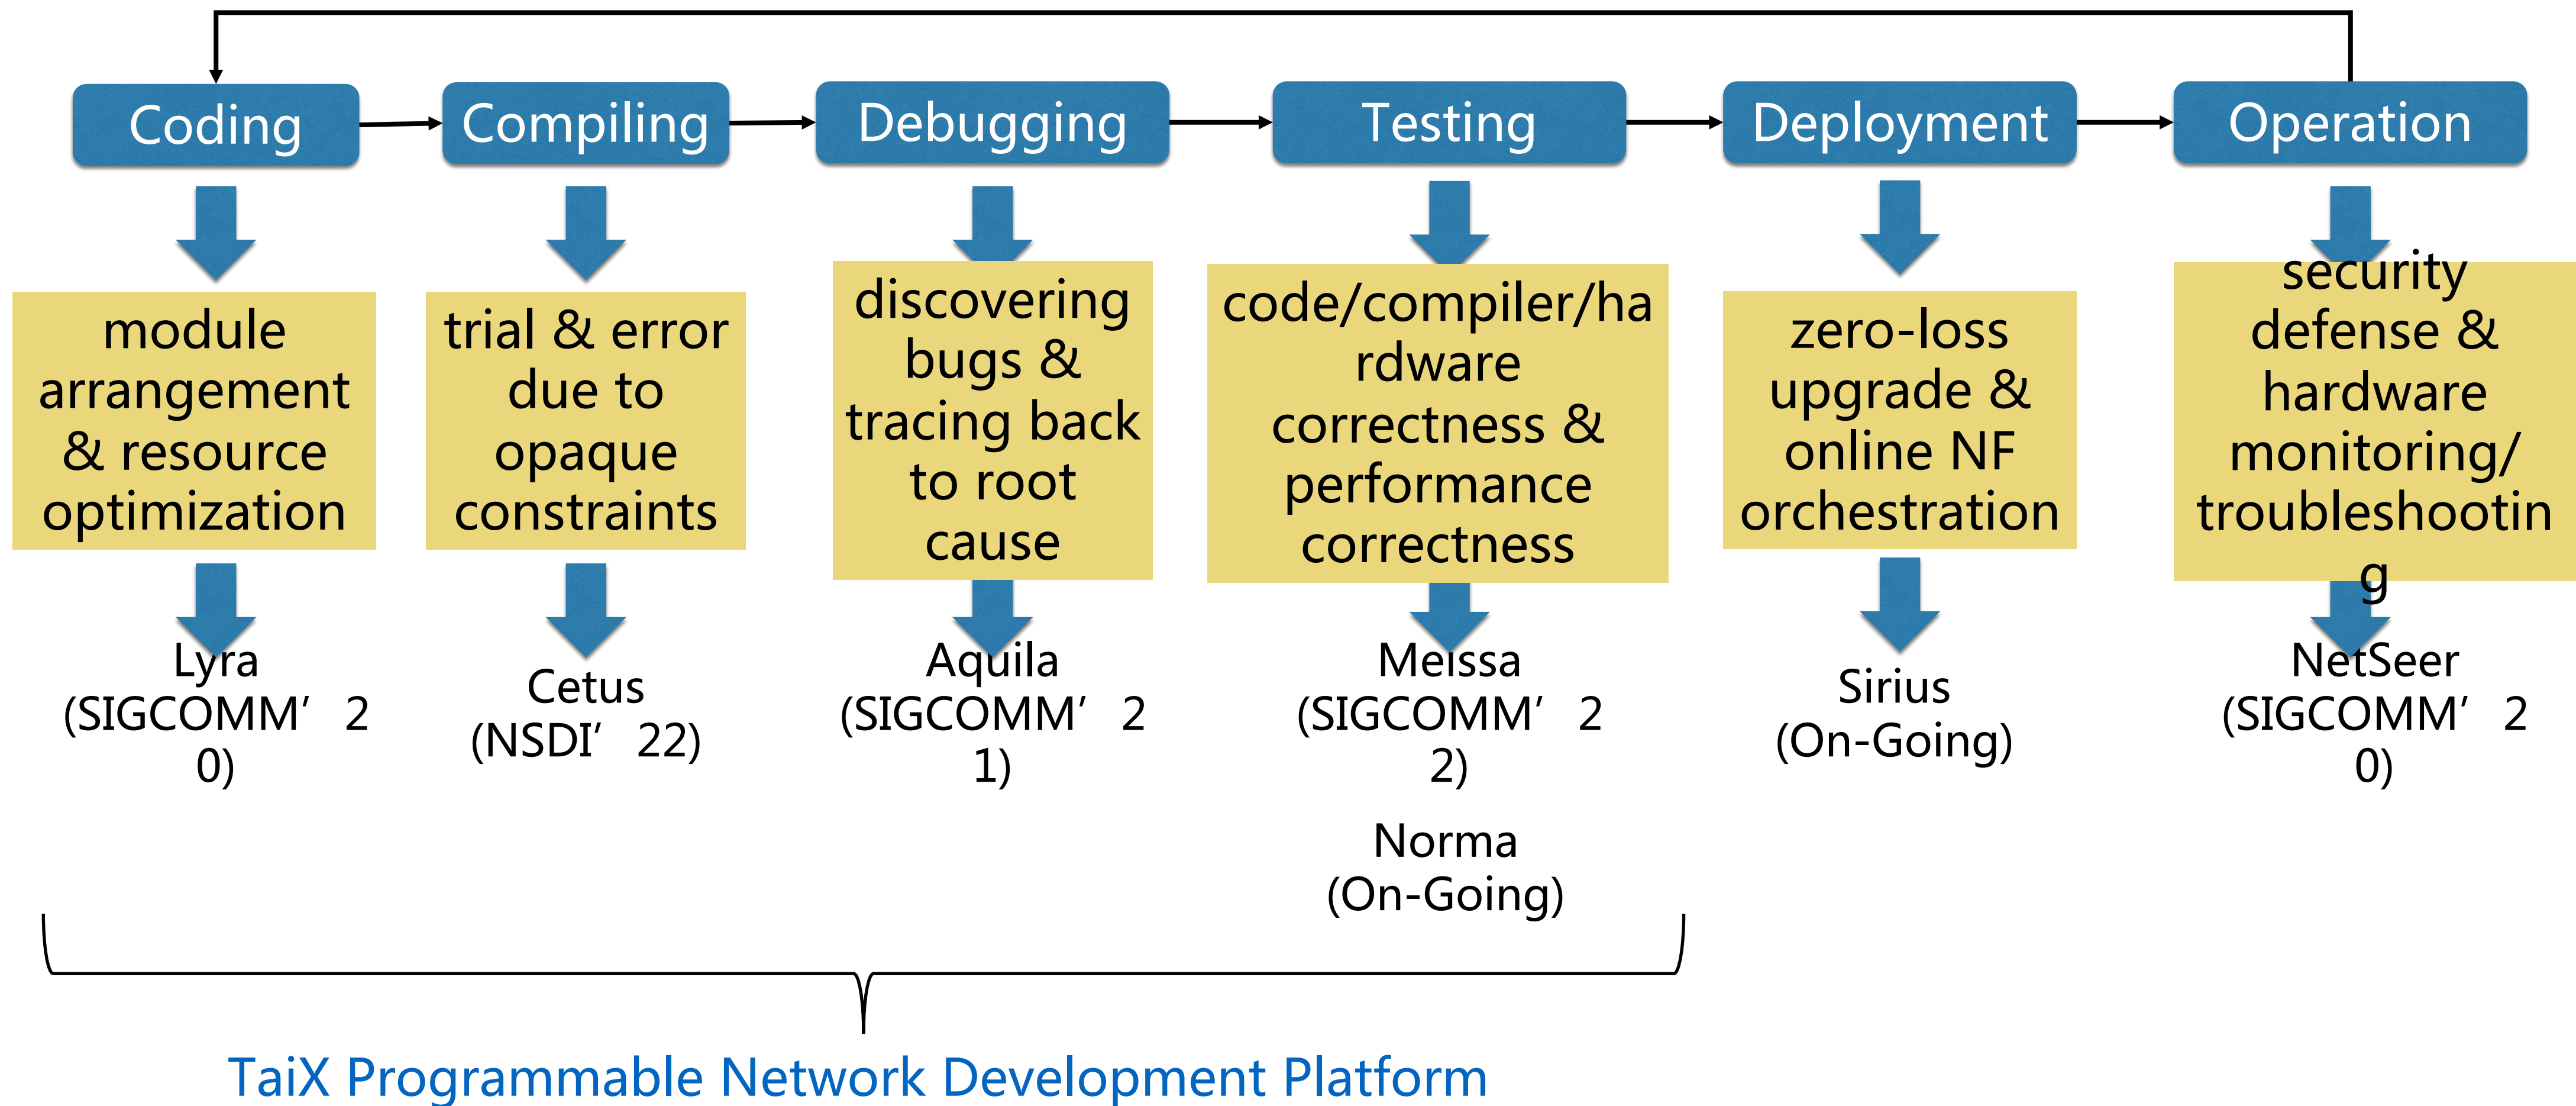 Coding
Compiling
Debugging
Testing
Deployment
Operation
module
arrangement
& resource
optimization
trial & error
due to
opaque
constraints
discovering
bugs &
tracing back
to root
cause
code/compiler/ha
rdware
correctness &
performance
correctness
zero-loss
upgrade &
online NF
orchestration
security
defense &
hardware
monitoring/
troubleshootin
g
Lyra
(SIGCOMM’2
0)
Cetus
(NSDI’22)
Aquila
(SIGCOMM’2
1)
Meissa
(SIGCOMM’2
2)
Norma
(On-Going)
Sirius
(On-Going)
NetSeer
(SIGCOMM’2
0)
TaiX Programmable Network Development Platform